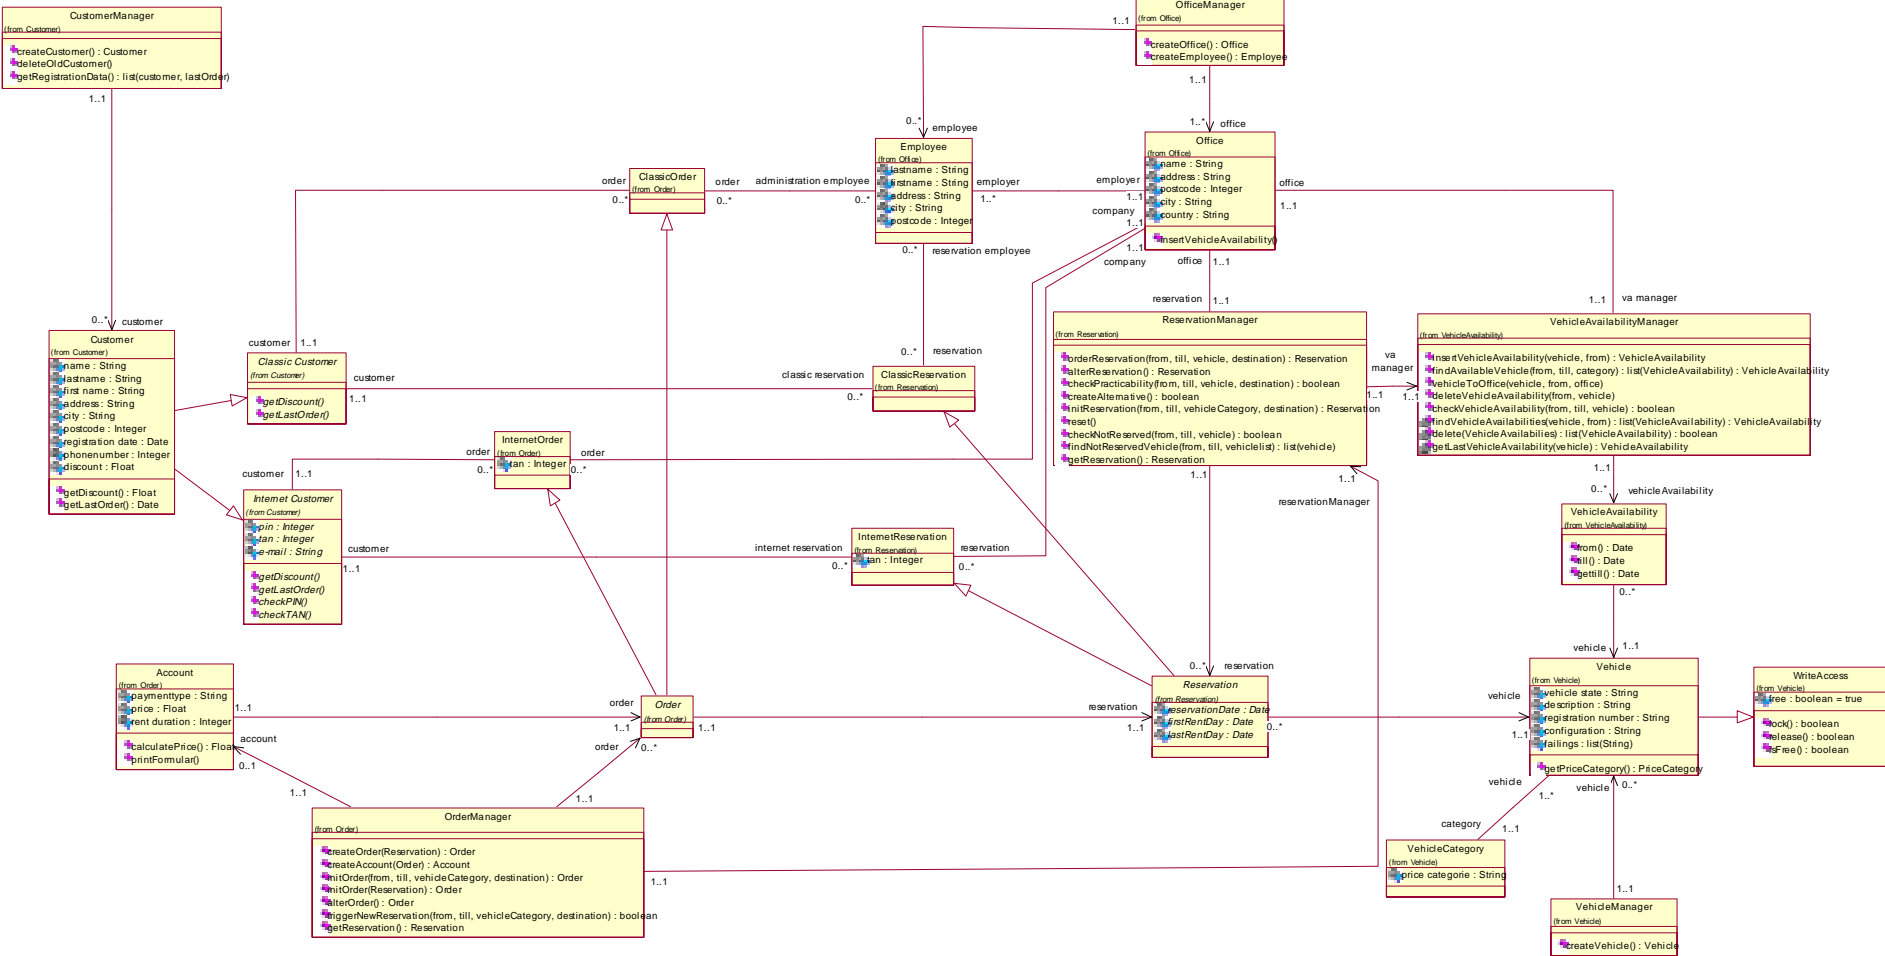 CustomerManager
(from Customer)
createCustomer() : Customer
deleteOldCustomer()
getRegistrationData() : list(customer, lastOrder)
1..1
OfficeManager
(from Office)
createOffice() : Office
createEmployee() : Employee
1..1
1..1
0..*
employee
1..*
office
Employee
(from Office)
lastname : String
firstname : String
address : String
city : String
postcode : Integer
Office
(from Office)
name : String
address : String
postcode : Integer
city : String
country : String
insertVehicleAvailability()
ClassicOrder
(from Order)
order
0..*
order
0..*
administration employee
0..*
employer
1..*
employer
1..1
company
1..1
1..1
company
office
1..1
office
1..1
0..*
reservation employee
reservation
1..1
1..1
va manager
0..*
customer
Customer
(from Customer)
name : String
lastname : String
first name : String
address : String
city : String
postcode : Integer
registration date : Date
phonenumber : Integer
discount : Float
getDiscount() : Float
getLastOrder() : Date
customer
1..1
Classic Customer
(from Customer)
getDiscount()
getLastOrder()
customer
1..1
classic reservation
0..*
0..*
reservation
ClassicReservation
(from Reservation)
ReservationManager
(from Reservation)
orderReservation(from, till, vehicle, destination) : Reservation
alterReservation() : Reservation
checkPracticability(from, till, vehicle, destination) : boolean
createAlternative() : boolean
initReservation(from, till, vehicleCategory, destination) : Reservation
reset()
checkNotReserved(from, till, vehicle) : boolean
findNotReservedVehicle(from, till, vehiclelist) : list(vehicle)
getReservation() : Reservation
va
manager
1..1
1..1
VehicleAvailabilityManager
(from VehicleAvailability)
insertVehicleAvailability(vehicle, from) : VehicleAvailability
findAvailableVehicle(from, till, category) : list(VehicleAvailability) : VehicleAvailability
vehicleToOffice(vehicle, from, office)
deleteVehicleAvailability(from, vehicle)
checkVehicleAvailability(from, till, vehicle) : boolean
findVehicleAvailabilities(vehicle, from) : list(VehicleAvailability) : VehicleAvailability
delete(VehicleAvailabilies) : list(VehicleAvailability) : boolean
getLastVehicleAvailability(vehicle) : VehicleAvailability
InternetOrder
(from Order)
tan : Integer
order
0..*
order
0..*
customer
1..1
Internet Customer
(from Customer)
pin : Integer
tan : Integer
e-mail : String
getDiscount()
getLastOrder()
checkPIN()
checkTAN()
customer
1..1
internet reservation
0..*
InternetReservation
(from Reservation)
tan : Integer
reservation
0..*
1..1
reservationManager
1..1
1..1
0..*
vehicleAvailability
VehicleAvailability
(from VehicleAvailability)
from() : Date
till() : Date
gettill() : Date
0..*
vehicle
1..1
0..*
reservation
Reservation
(from Reservation)
reservationDate : Date
firstRentDay : Date
lastRentDay : Date
0..*
vehicle
1..1
Vehicle
(from Vehicle)
vehicle state : String
description : String
registration number : String
configuration : String
failings : list(String)
getPriceCategory() : PriceCategory
WriteAccess
(from Vehicle)
free : boolean = true
lock() : boolean
release() : boolean
isFree() : boolean
Account
(from Order)
paymenttype : String
price : Float
rent duration : Integer
calculatePrice() : Float
printFormular()
1..1
account
0..1
order
1..1
order
0..*
Order
(from Order)
1..1
reservation
1..1
1..1
1..1
OrderManager
(from Order)
createOrder(Reservation) : Order
createAccount(Order) : Account
initOrder(from, till, vehicleCategory, destination) : Order
initOrder(Reservation) : Order
alterOrder() : Order
triggerNewReservation(from, till, vehicleCategory, destination) : boolean
getReservation() : Reservation
1..1
vehicle
1..*
vehicle
0..*
category
1..1
VehicleCategory
(from Vehicle)
price categorie : String
1..1
VehicleManager
(from Vehicle)
createVehicle() : Vehicle